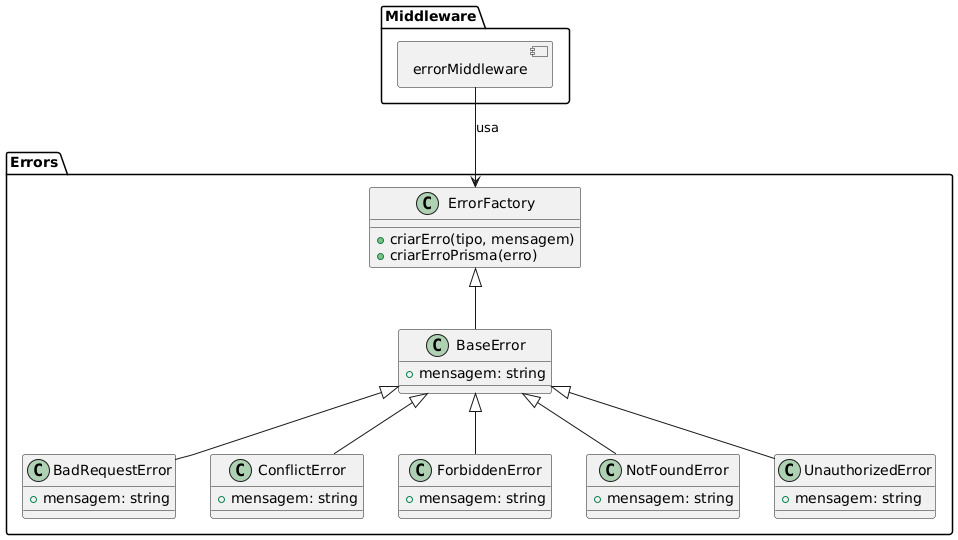 Middleware
errorMiddleware
usa
Errors
C ErrorFactory
criarErro(tipo, mensagem)
criarErroPrisma(erro)
C BaseError
mensagem: string
C BadRequestError
mensagem: string
C ConflictError
mensagem: string
C ForbiddenError
mensagem: string
C NotFoundError
mensagem: string
C UnauthorizedError
mensagem: string